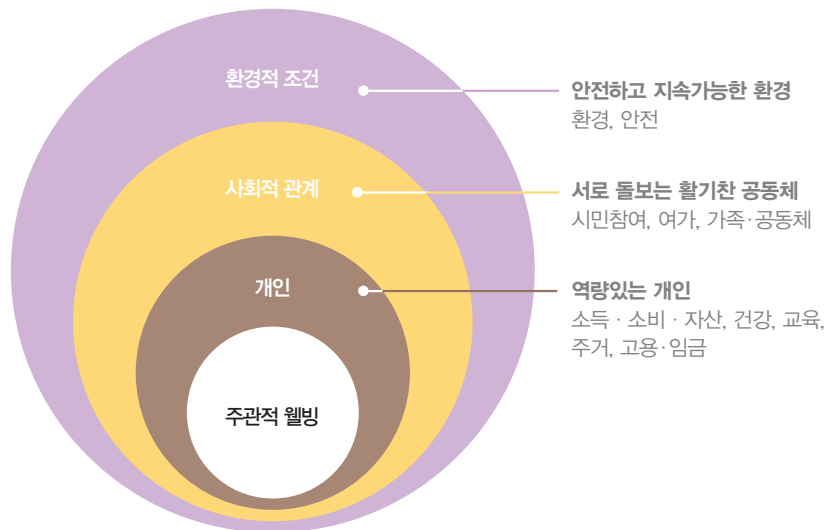 환경적 조건
안전하고 지속가능한 환경
환경, 안전
사회적 관계
서로 돌보는 활기찬 공동체
시민참여, 여가, 가족·공동체
개인
역량있는 개인
소득 · 소비 · 자산, 건강, 교육,
주거, 고용·임금
주관적 웰빙